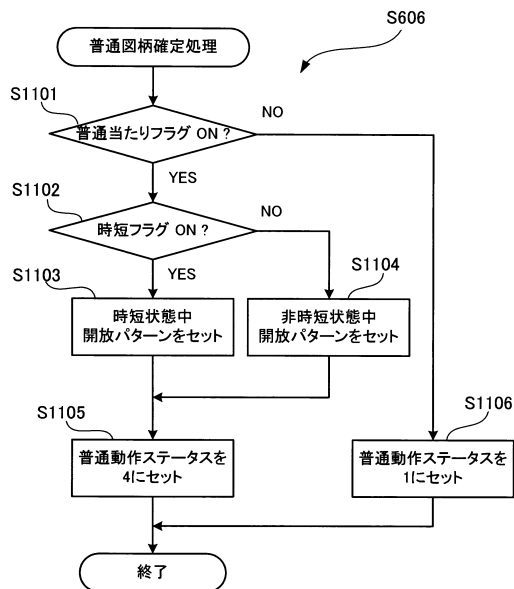 S606
普通図柄確定処理
S1101
普通当たりフラグ ON ?
NO
YES
S1102
時短フラグ ON ?
NO
YES
S1103
時短状態中
開放パターンをセット
S1104
非時短状態中
開放パターンをセット
S1105
普通動作ステータスを
4にセット
S1106
普通動作ステータスを
1にセット
終了